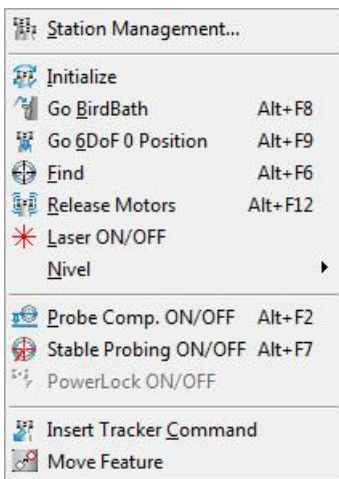 Station Management...
Initialize
Go BirdBath Alt+F8
Go 6DoF 0 Position Alt+F9
Find Alt+F6
Release Motors Alt+F12
Laser ON/OFF
Nivel
Probe Comp. ON/OFF Alt+F2
Stable Probing ON/OFF Alt+F7
PowerLock ON/OFF
Insert Tracker Command
Move Feature